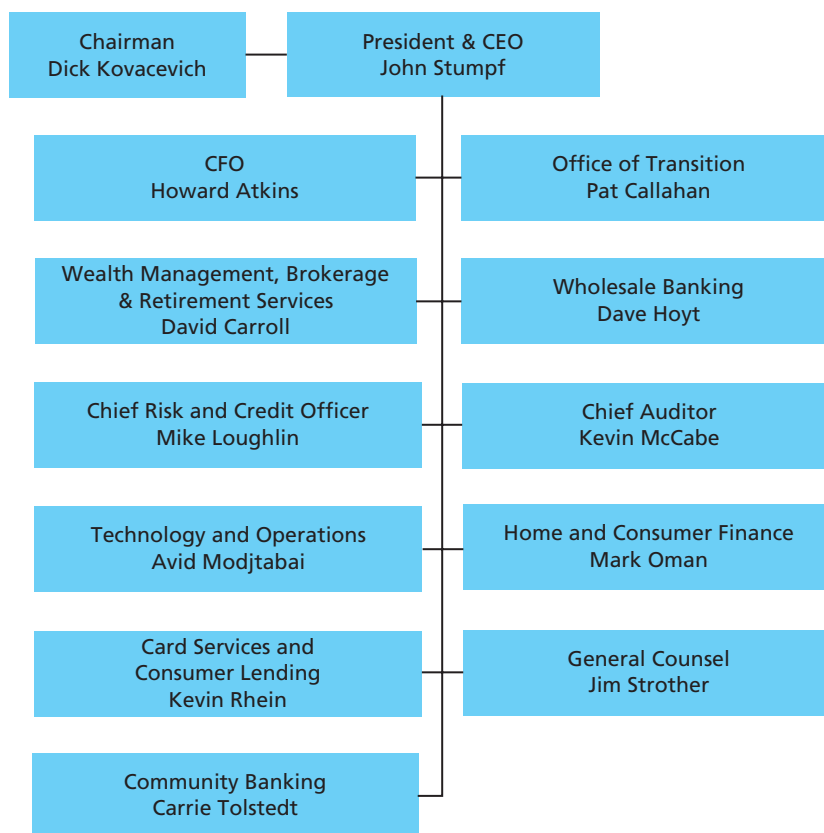 Chairman
Dick Kovacevich
President & CEO
John Stumpf
CFO
Howard Atkins
Office of Transition
Pat Callahan
Wealth Management, Brokerage
& Retirement Services
David Carroll
Wholesale Banking
Dave Hoyt
Chief Risk and Credit Officer
Mike Loughlin
Chief Auditor
Kevin McCabe
Technology and Operations
Avid Modjtabai
Home and Consumer Finance
Mark Oman
Card Services and
Consumer Lending
Kevin Rhein
General Counsel
Jim Strother
Community Banking
Carrie Tolstedt